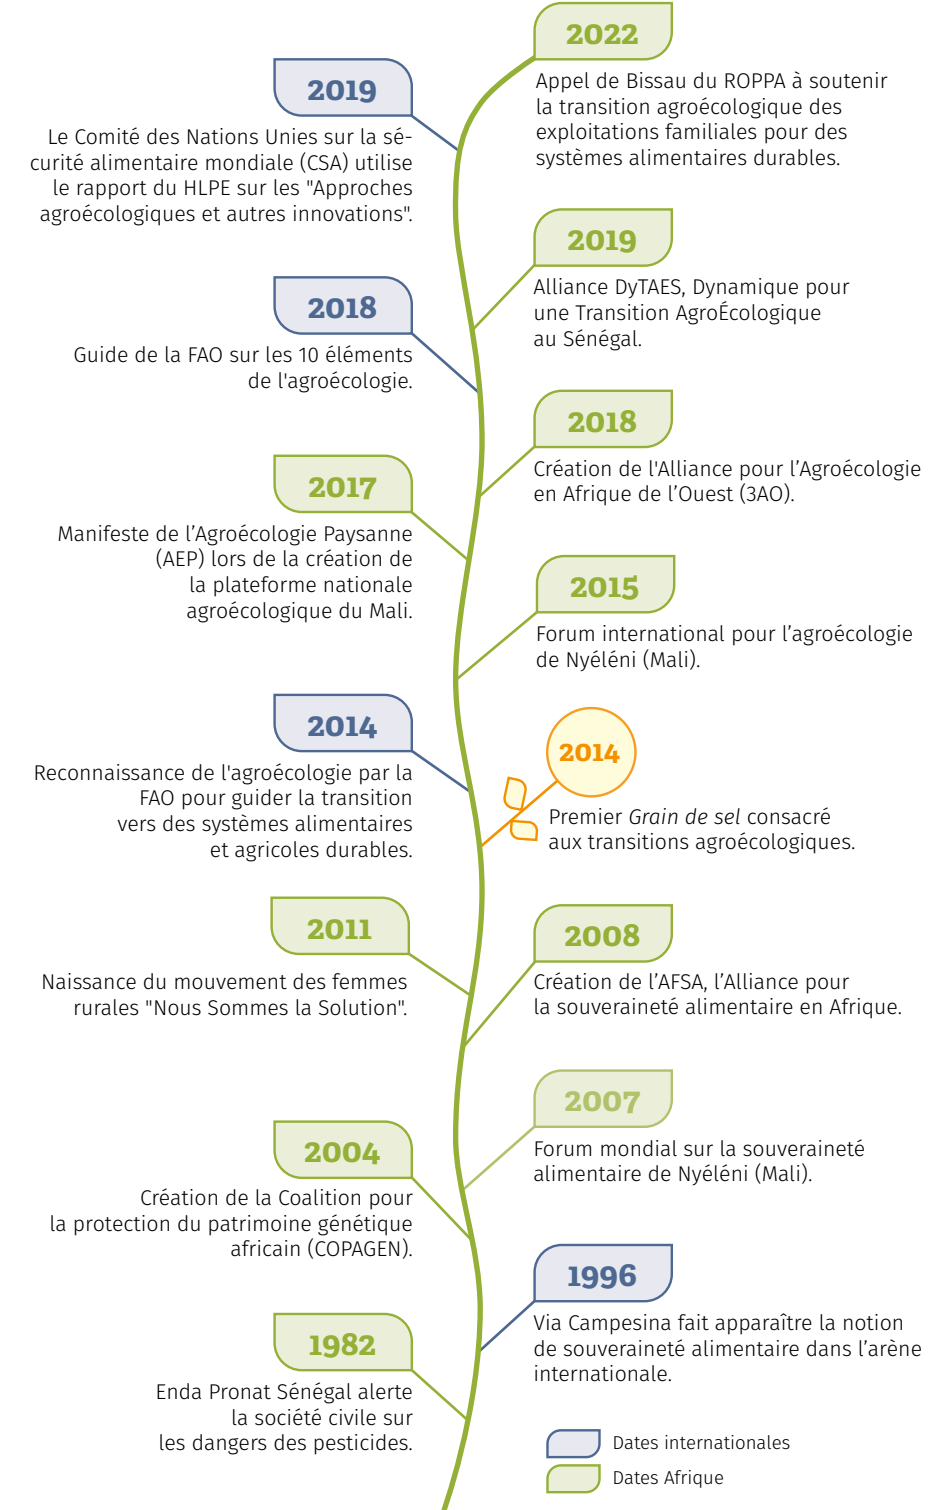 2022
Appel de Bissau du ROPPA à soutenir
la transition agroécologique des
exploitations familiales pour des
systèmes alimentaires durables.
2019
Le Comité des Nations Unies sur la sé-
curité alimentaire mondiale (CSA) utilise
le rapport du HLPE sur les "Approches
agroécologiques et autres innovations".
2019
Alliance DyTAES, Dynamique pour
une Transition AgroÉcologique
au Sénégal.
2018
Guide de la FAO sur les 10 éléments
de l'agroécologie.
2018
Création de l'Alliance pour l’Agroécologie
en Afrique de l’Ouest (3AO).
2017
Manifeste de l’Agroécologie Paysanne
(AEP) lors de la création de
la plateforme nationale
agroécologique du Mali.
2015
Forum international pour l’agroécologie
de Nyéléni (Mali).
2014
Reconnaissance de l'agroécologie par la
FAO pour guider la transition
vers des systèmes alimentaires
et agricoles durables.
2014
Premier Grain de sel consacré
aux transitions agroécologiques.
2011
Naissance du mouvement des femmes
rurales "Nous Sommes la Solution".
2008
Création de l’AFSA, l’Alliance pour
la souveraineté alimentaire en Afrique.
2007
Forum mondial sur la souveraineté
alimentaire de Nyéléni (Mali).
2004
Création de la Coalition pour
la protection du patrimoine génétique
africain (COPAGEN).
1996
Via Campesina fait apparaître la notion
de souveraineté alimentaire dans l’arène
internationale.
1982
Enda Pronat Sénégal alerte
la société civile sur
les dangers des pesticides.
Dates internationales
Dates Afrique